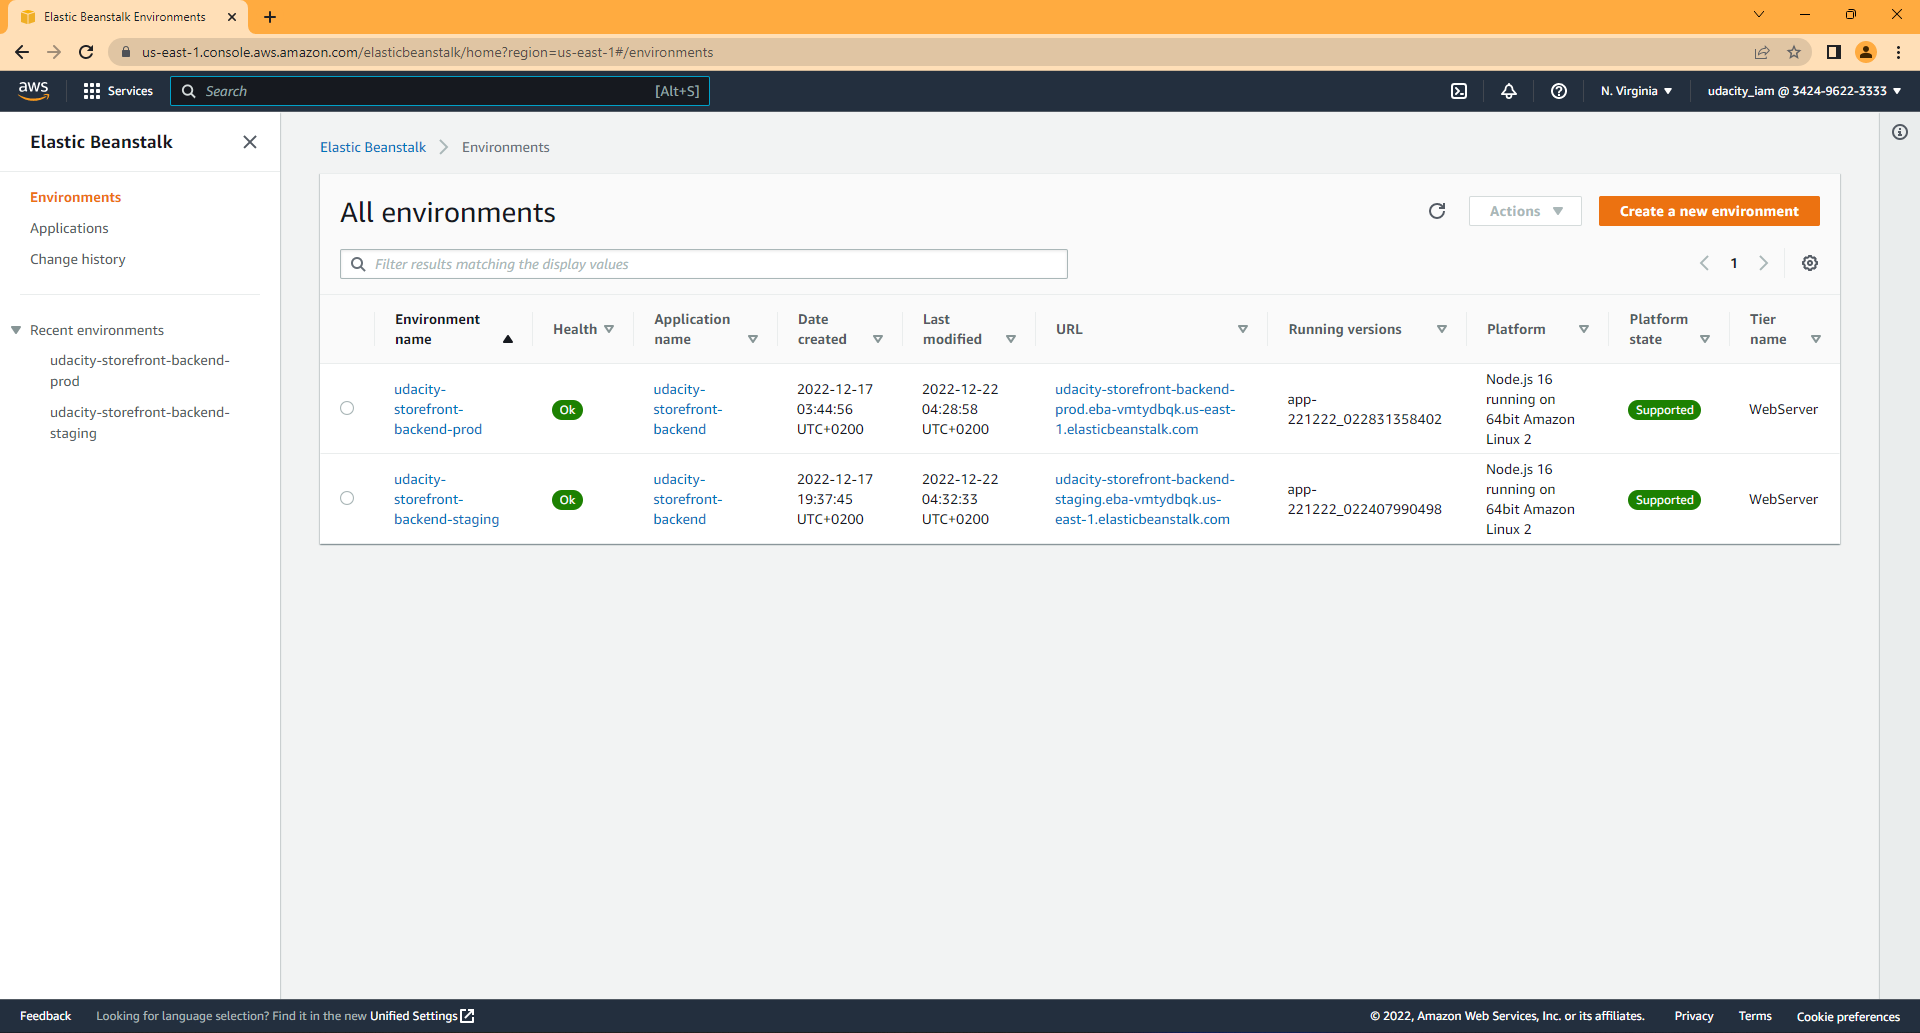 Elastic Beanstalk Environments
us-east-1.console.aws.amazon.com/elasticbeanstalk/home?region=us-east-1#/environments
aws
Services
Search
[Alt+S]
N. Virginia
udacity_iam @ 3424-9622-3333
Elastic Beanstalk
Environments
Applications
Change history
Recent environments
udacity-storefront-backend-
prod
udacity-storefront-backend-
staging
Elastic Beanstalk
Environments
All environments
Actions
Create a new environment
Filter results matching the display values
1
Environment
name
Health
Application
name
Date
created
Last
modified
URL
Running versions
Platform
Platform
state
Tier
name
udacity-
storefront-
backend-prod
Ok
udacity-
storefront-
backend
2022-12-17
03:44:56
UTC+0200
2022-12-22
04:28:58
UTC+0200
udacity-storefront-backend-
prod.eba-vmtydbqk.us-east-
1.elasticbeanstalk.com
app-
221222_022831358402
Node.js 16
running on
64bit Amazon
Linux 2
Supported
WebServer
udacity-
storefront-
backend-staging
Ok
udacity-
storefront-
backend
2022-12-17
19:37:45
UTC+0200
2022-12-22
04:32:33
UTC+0200
udacity-storefront-backend-
staging.eba-vmtydbqk.us-
east-1.elasticbeanstalk.com
app-
221222_022407990498
Node.js 16
running on
64bit Amazon
Linux 2
Supported
WebServer
Feedback
Looking for language selection? Find it in the new Unified Settings
© 2022, Amazon Web Services, Inc. or its affiliates.
Privacy
Terms
Cookie preferences